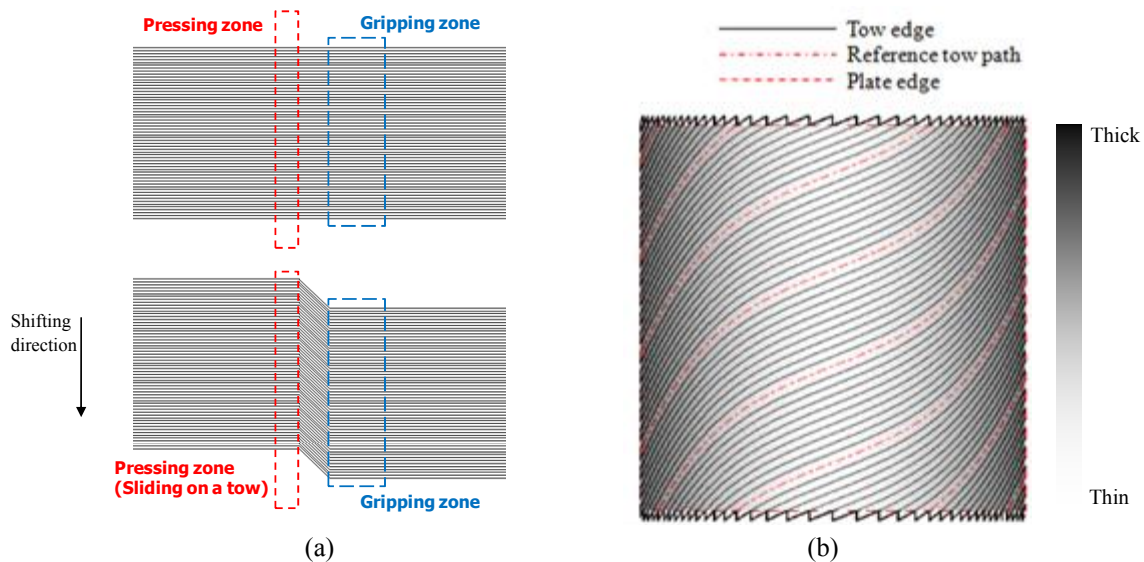 Pressing zone
Gripping zone
Shifting
direction
Pressing zone
(Sliding on a tow)
Gripping zone
(a)
Tow edge
Reference tow path
Plate edge
Thick
Thin
(b)